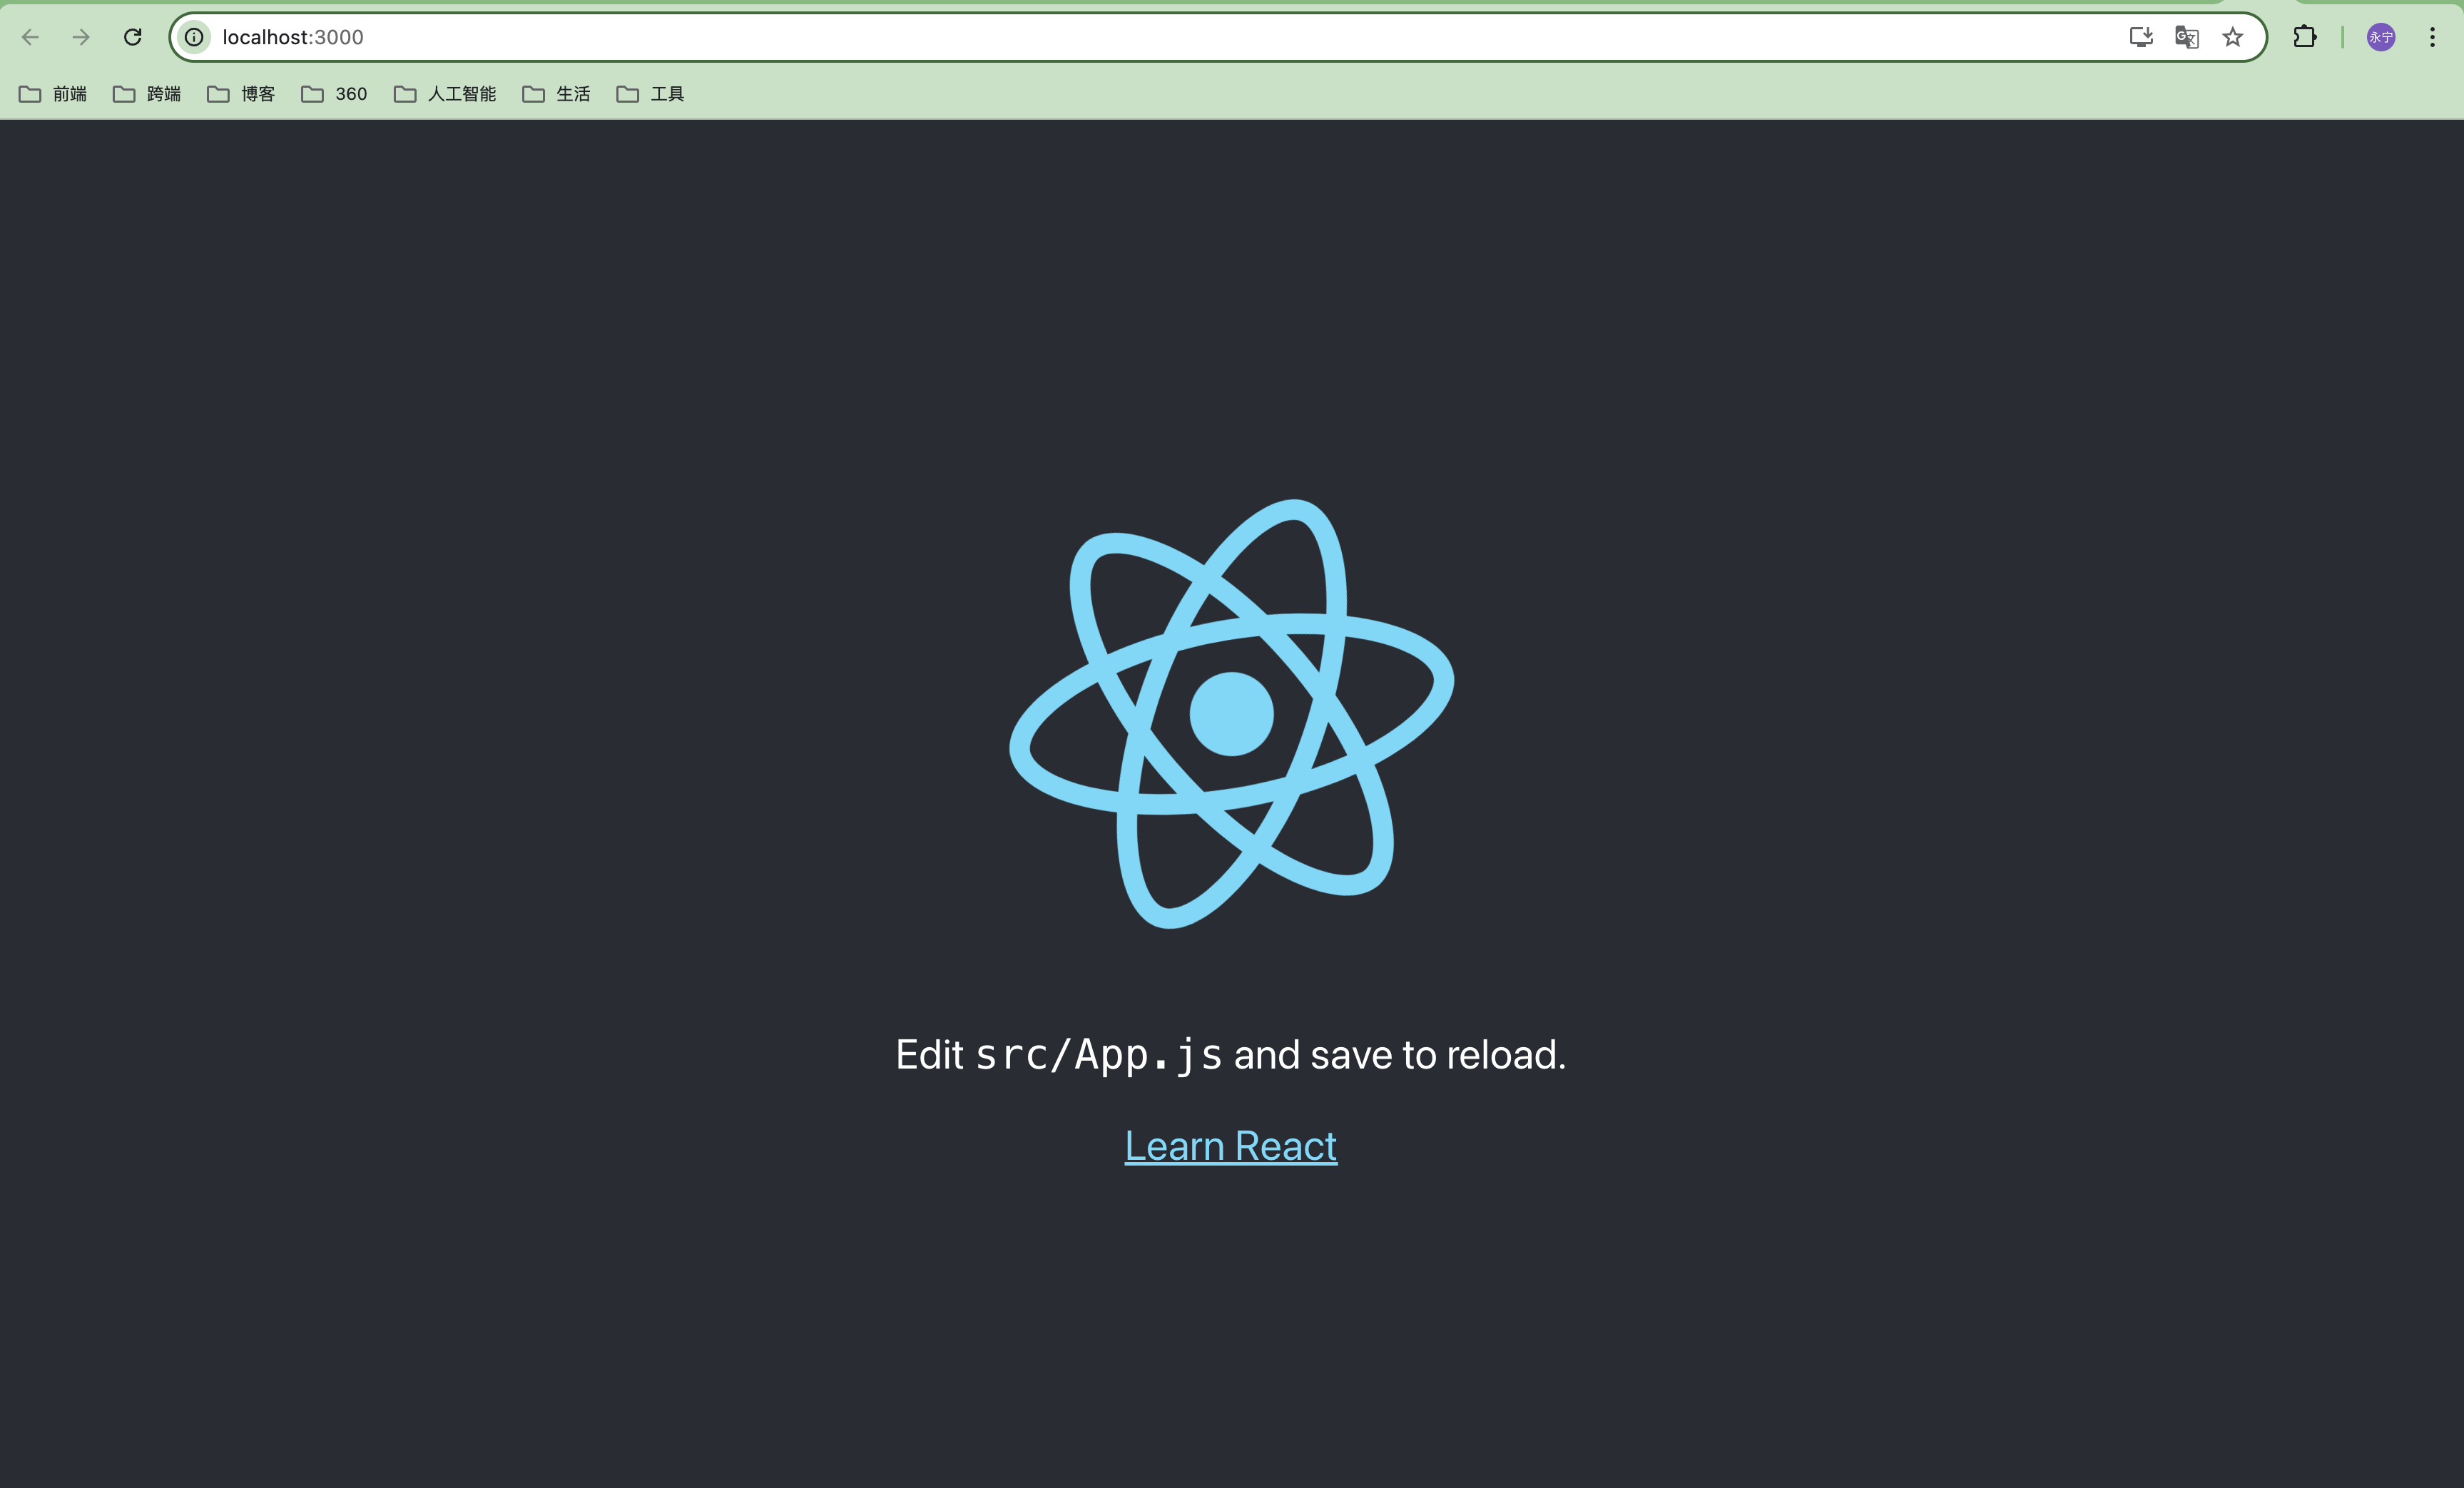 localhost:3000
永宁
前端 跨端 博客 360 人工智能 生活 工具
Edit src/App.js and save to reload.
Learn React